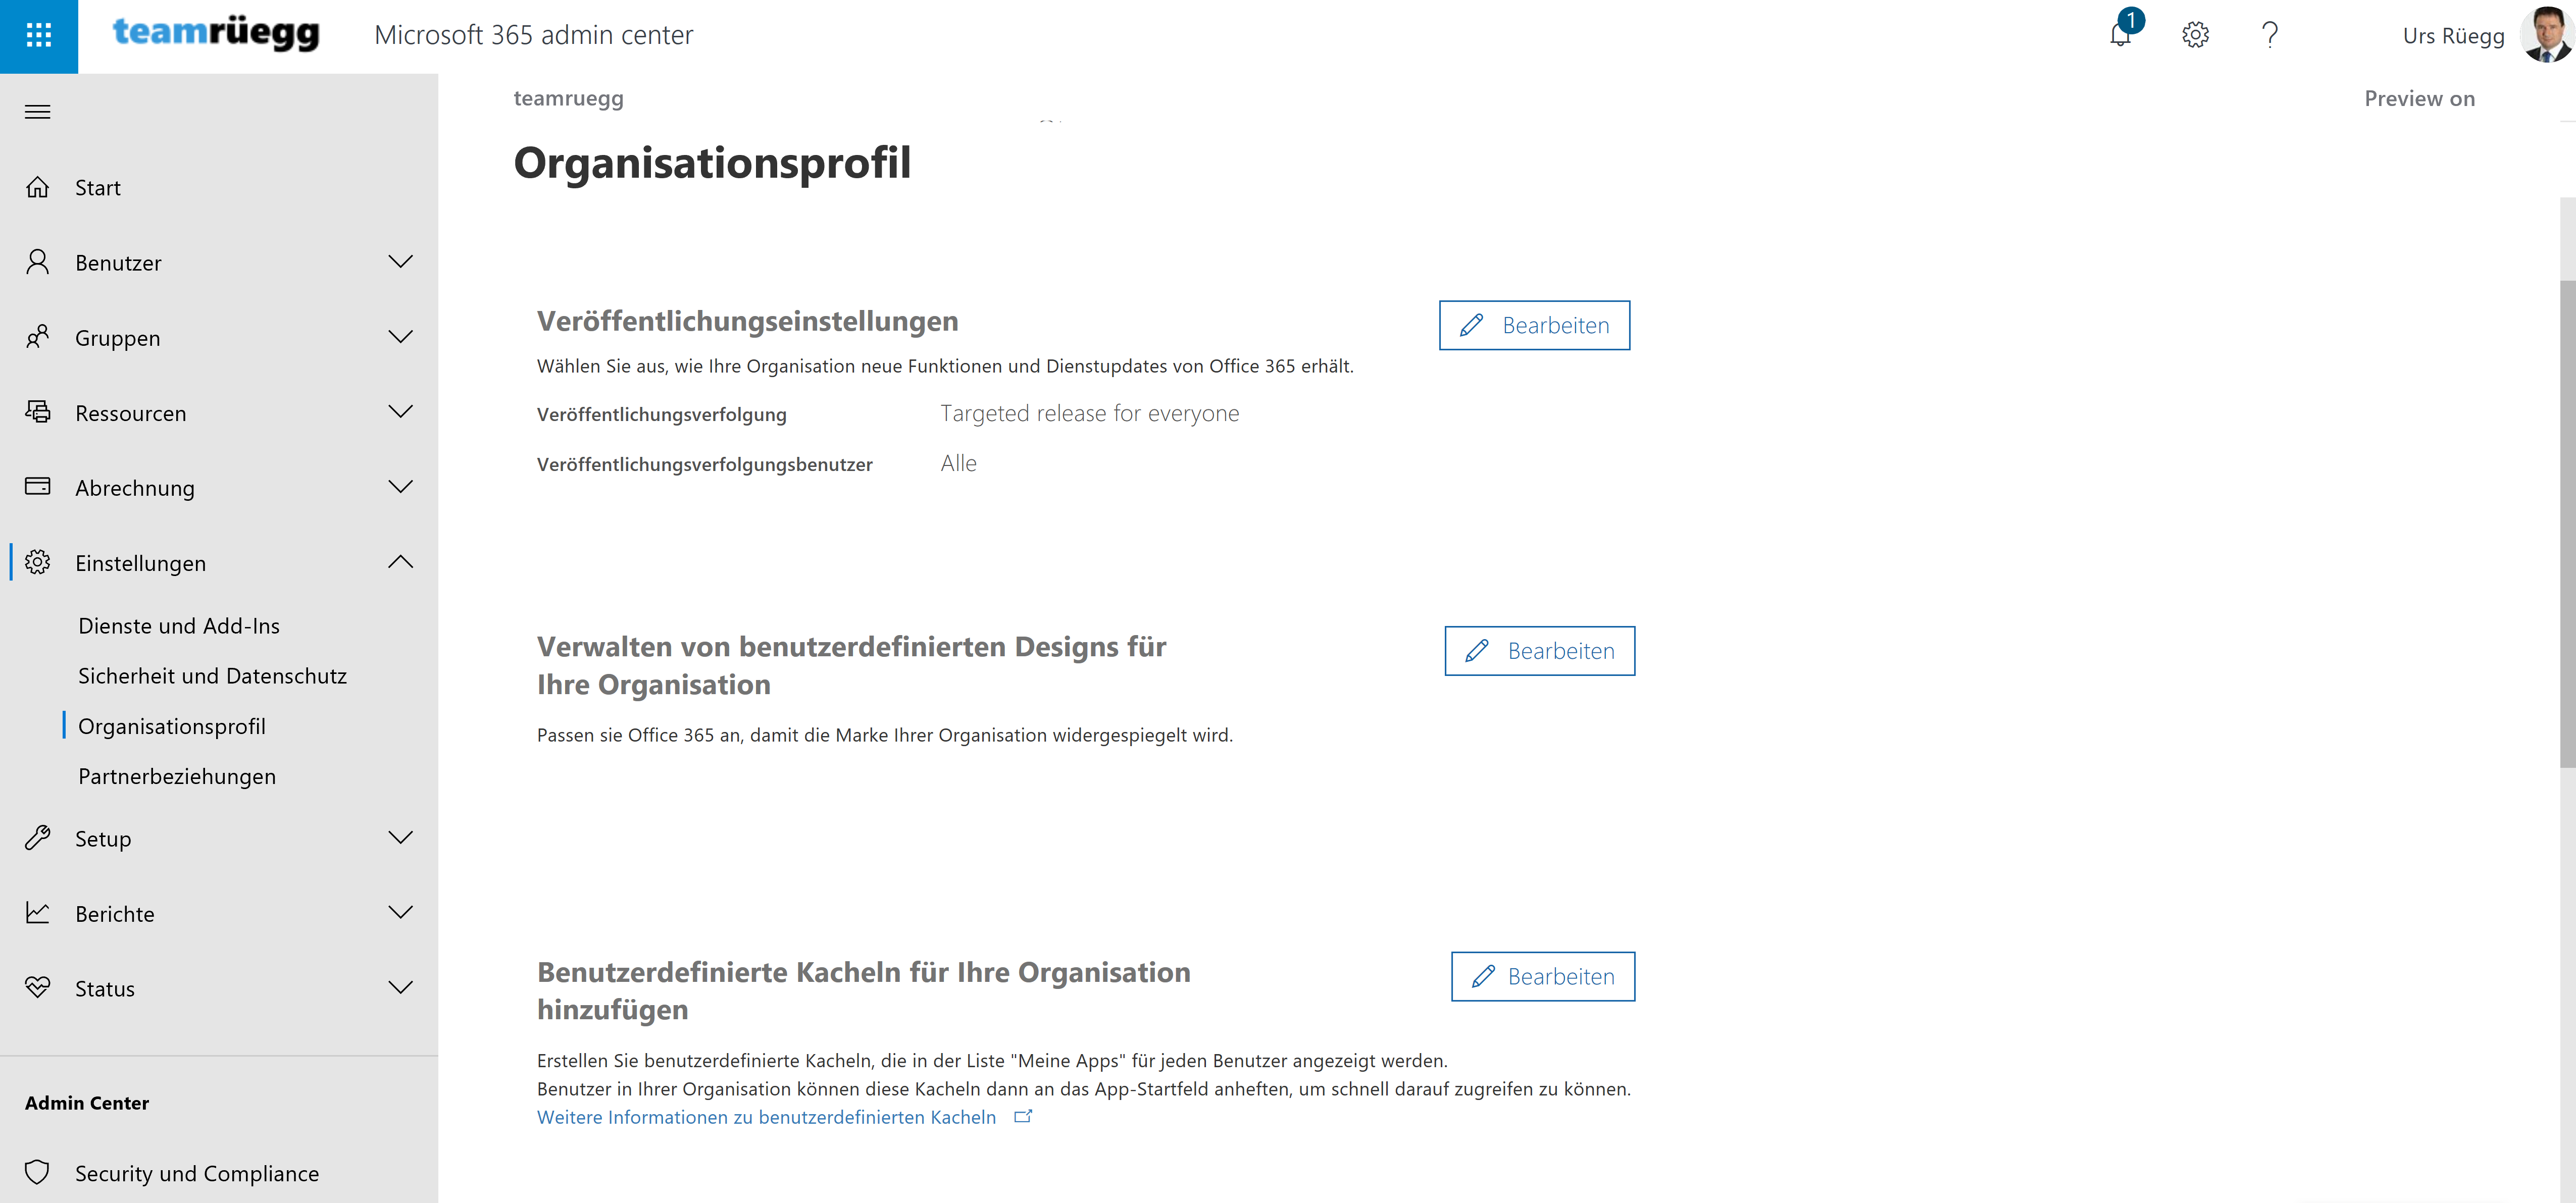 teamrüegg
Microsoft 365 admin center
1
Urs Rüegg
teamruegg
Preview on
Organisationsprofil
Start
Benutzer
Gruppen
Ressourcen
Abrechnung
Einstellungen
Dienste und Add-Ins
Sicherheit und Datenschutz
Organisationsprofil
Partnerbeziehungen
Setup
Berichte
Status
Admin Center
Security und Compliance
Veröffentlichungseinstellungen
Bearbeiten
Wählen Sie aus, wie Ihre Organisation neue Funktionen und Dienstupdates von Office 365 erhält.
Veröffentlichungsverfolgung Targeted release for everyone
Veröffentlichungsverfolgungsbenutzer Alle
Verwalten von benutzerdefinierten Designs für
Ihre Organisation
Bearbeiten
Passen sie Office 365 an, damit die Marke Ihrer Organisation widergespiegelt wird.
Benutzerdefinierte Kacheln für Ihre Organisation
hinzufügen
Bearbeiten
Erstellen Sie benutzerdefinierte Kacheln, die in der Liste "Meine Apps" für jeden Benutzer angezeigt werden.
Benutzer in Ihrer Organisation können diese Kacheln dann an das App-Startfeld anheften, um schnell darauf zugreifen zu können.
Weitere Informationen zu benutzerdefinierten Kacheln